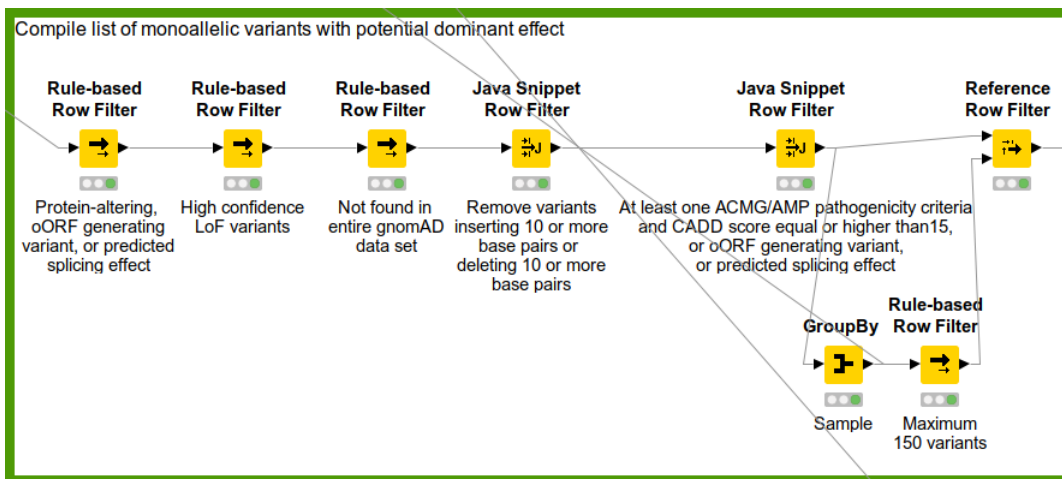 Compile list of monoallelic variants with potential dominant effect
Rule-based
Row Filter
Protein-altering,
oORF generating
variant, or predicted
splicing effect
Rule-based
Row Filter
High confidence
LoF variants
Rule-based
Row Filter
Not found in
entire gnomAD
data set
Java Snippet
Row Filter
Remove variants
inserting 10 or more
base pairs or
deleting 10 or more
base pairs
Java Snippet
Row Filter
At least one ACMG/AMP pathogenicity criteria
and CADD score equal or higher than15,
or oORF generating variant,
or predicted splicing effect
Reference
Row Filter
GroupBy
Sample
Rule-based
Row Filter
Maximum
150 variants